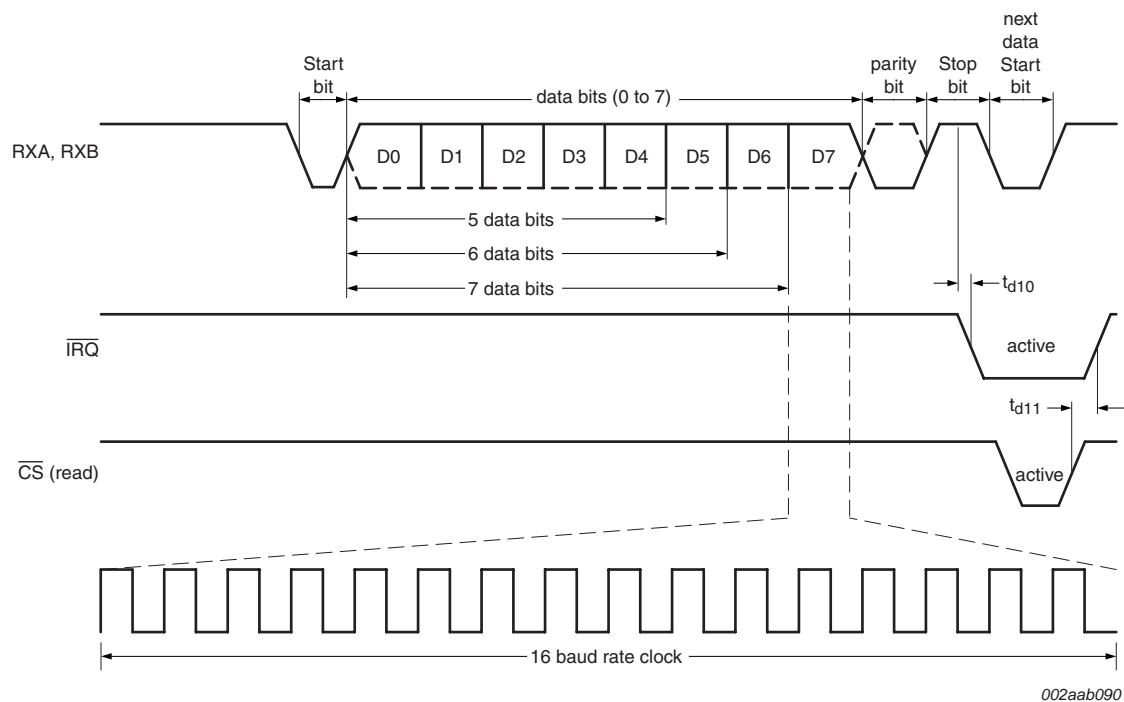 next
data
Start
bit
Start
bit
parity
bit
Stop
bit
data bits (0 to 7)
RXA, RXB
D0 D1 D2 D3 D4 D5 D6 D7
5 data bits
6 data bits
7 data bits
td10
IRQ
active
td11
CS (read)
active
16 baud rate clock
002aab090